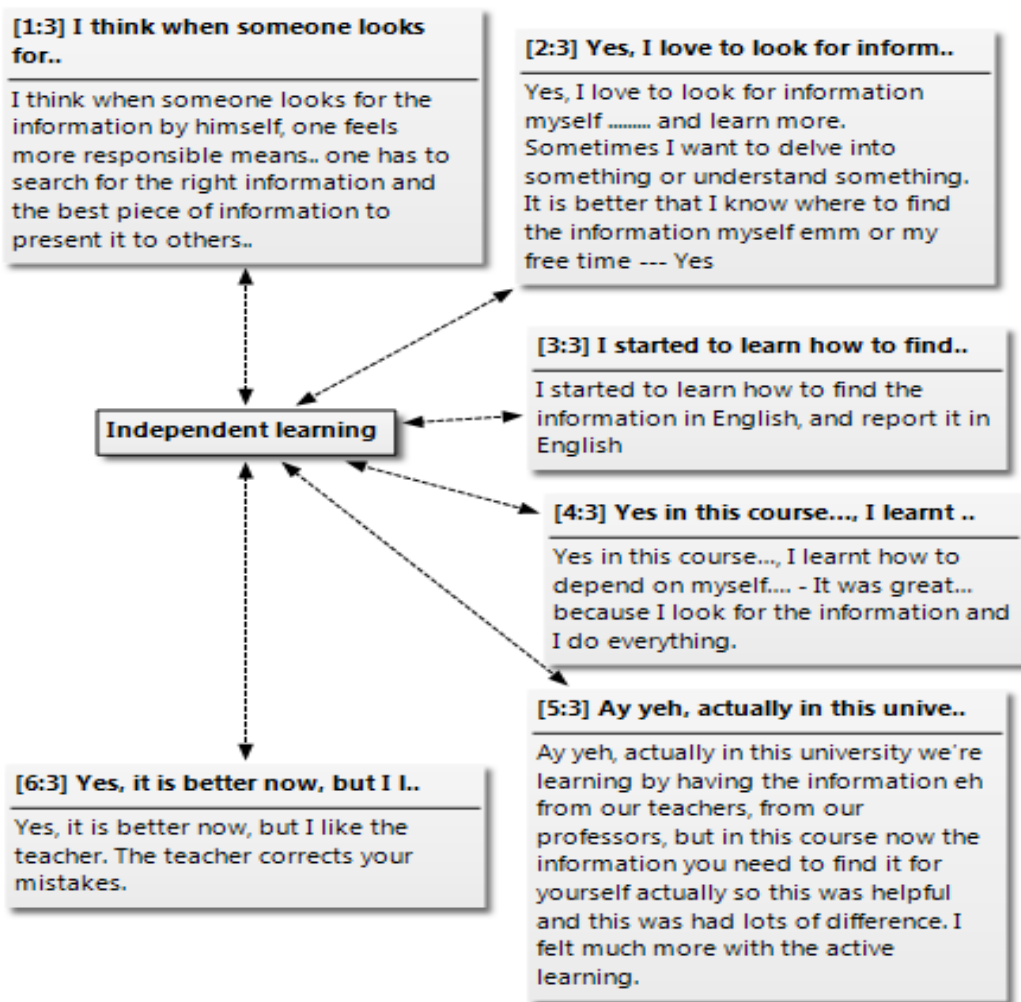 [1:3] I think when someone looks
for..
I think when someone looks for the
information by himself, one feels
more responsible means.. one has to
search for the right information and
the best piece of information to
present it to others..
[2:3] Yes, I love to look for inform..
Yes, I love to look for information
myself ......... and learn more.
Sometimes I want to delve into
something or understand something.
It is better that I know where to find
the information myself emm or my
free time --- Yes
[3:3] I started to learn how to find..
I started to learn how to find the
information in English, and report it in
English
Independent learning
[4:3] Yes in this course..., I learnt ..
Yes in this course..., I learnt how to
depend on myself.... - It was great...
because I look for the information and
I do everything.
[5:3] Ay yeh, actually in this unive..
Ay yeh, actually in this university we're
learning by having the information eh
from our teachers, from our
professors, but in this course now the
information you need to find it for
yourself actually so this was helpful
and this was had lots of difference. I
felt much more with the active
learning.
[6:3] Yes, it is better now, but I l..
Yes, it is better now, but I like the
teacher. The teacher corrects your
mistakes.